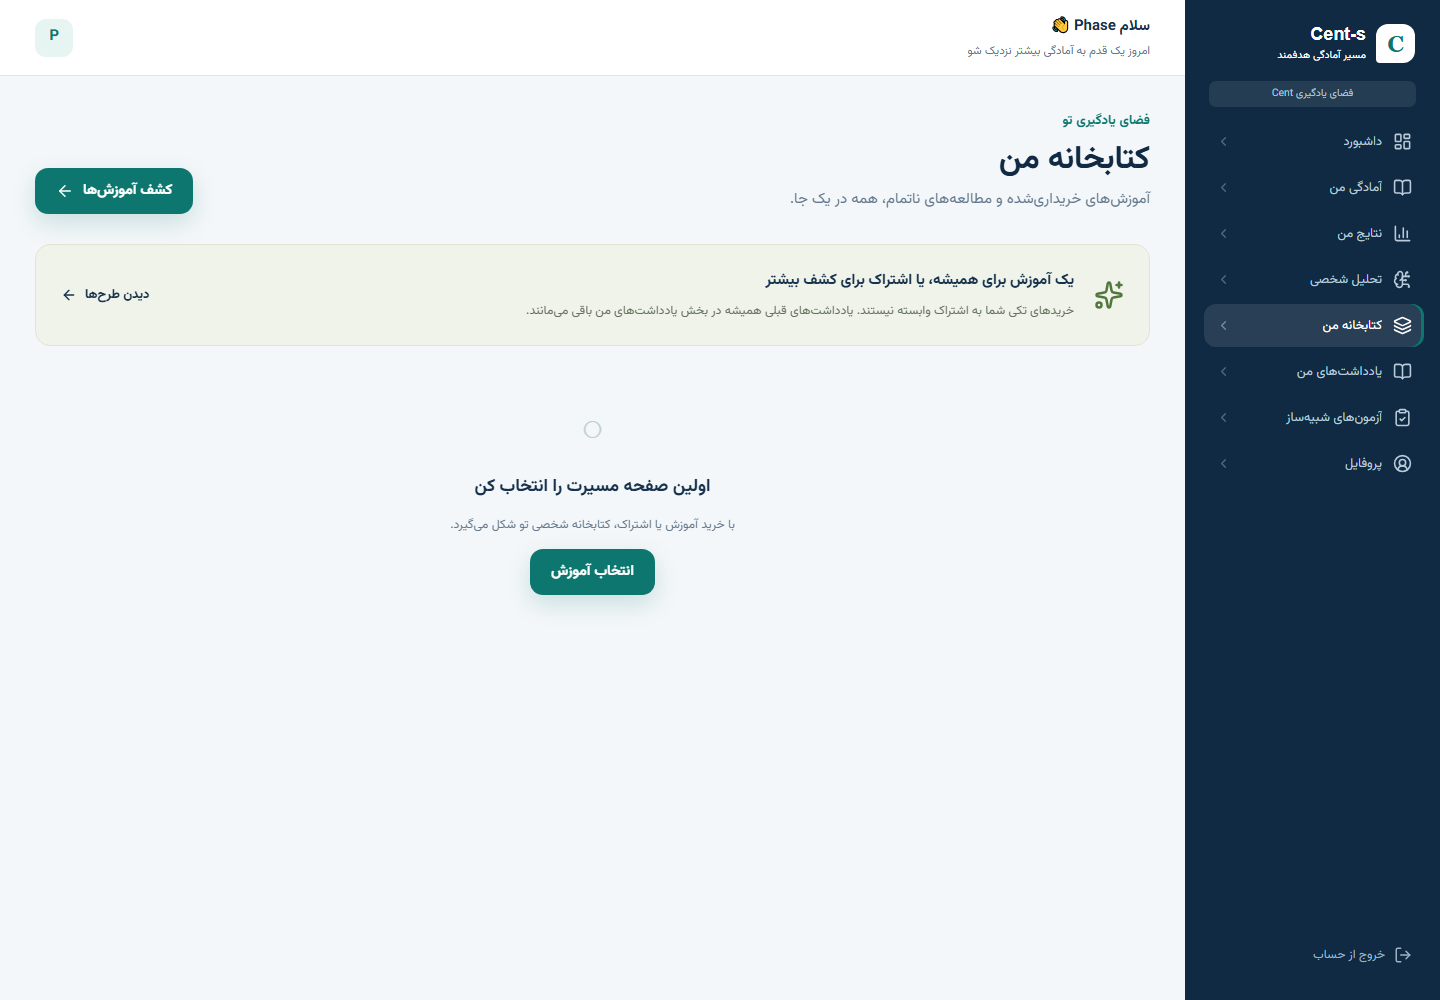 C
Cent-s
مسیر آمادگی هدفمند
فضای یادگیری Cent
داشبورد
آمادگی من
نتایج من
تحلیل شخصی
کتابخانه من
یادداشت‌های من
آزمون‌های شبیه‌ساز
پروفایل
خروج از حساب
سلام Phase 👋
امروز یک قدم به آمادگی بیشتر نزدیک شو
P
فضای یادگیری تو
کتابخانه من
آموزش‌های خریداری‌شده و مطالعه‌های ناتمام، همه در یک جا.
کشف آموزش‌ها
یک آموزش برای همیشه، یا اشتراک برای کشف بیشتر
خریدهای تکی شما به اشتراک وابسته نیستند. یادداشت‌های قبلی همیشه در بخش یادداشت‌های من باقی می‌مانند.
دیدن طرح‌ها
اولین صفحه مسیرت را انتخاب کن
با خرید آموزش یا اشتراک، کتابخانه شخصی تو شکل می‌گیرد.
انتخاب آموزش